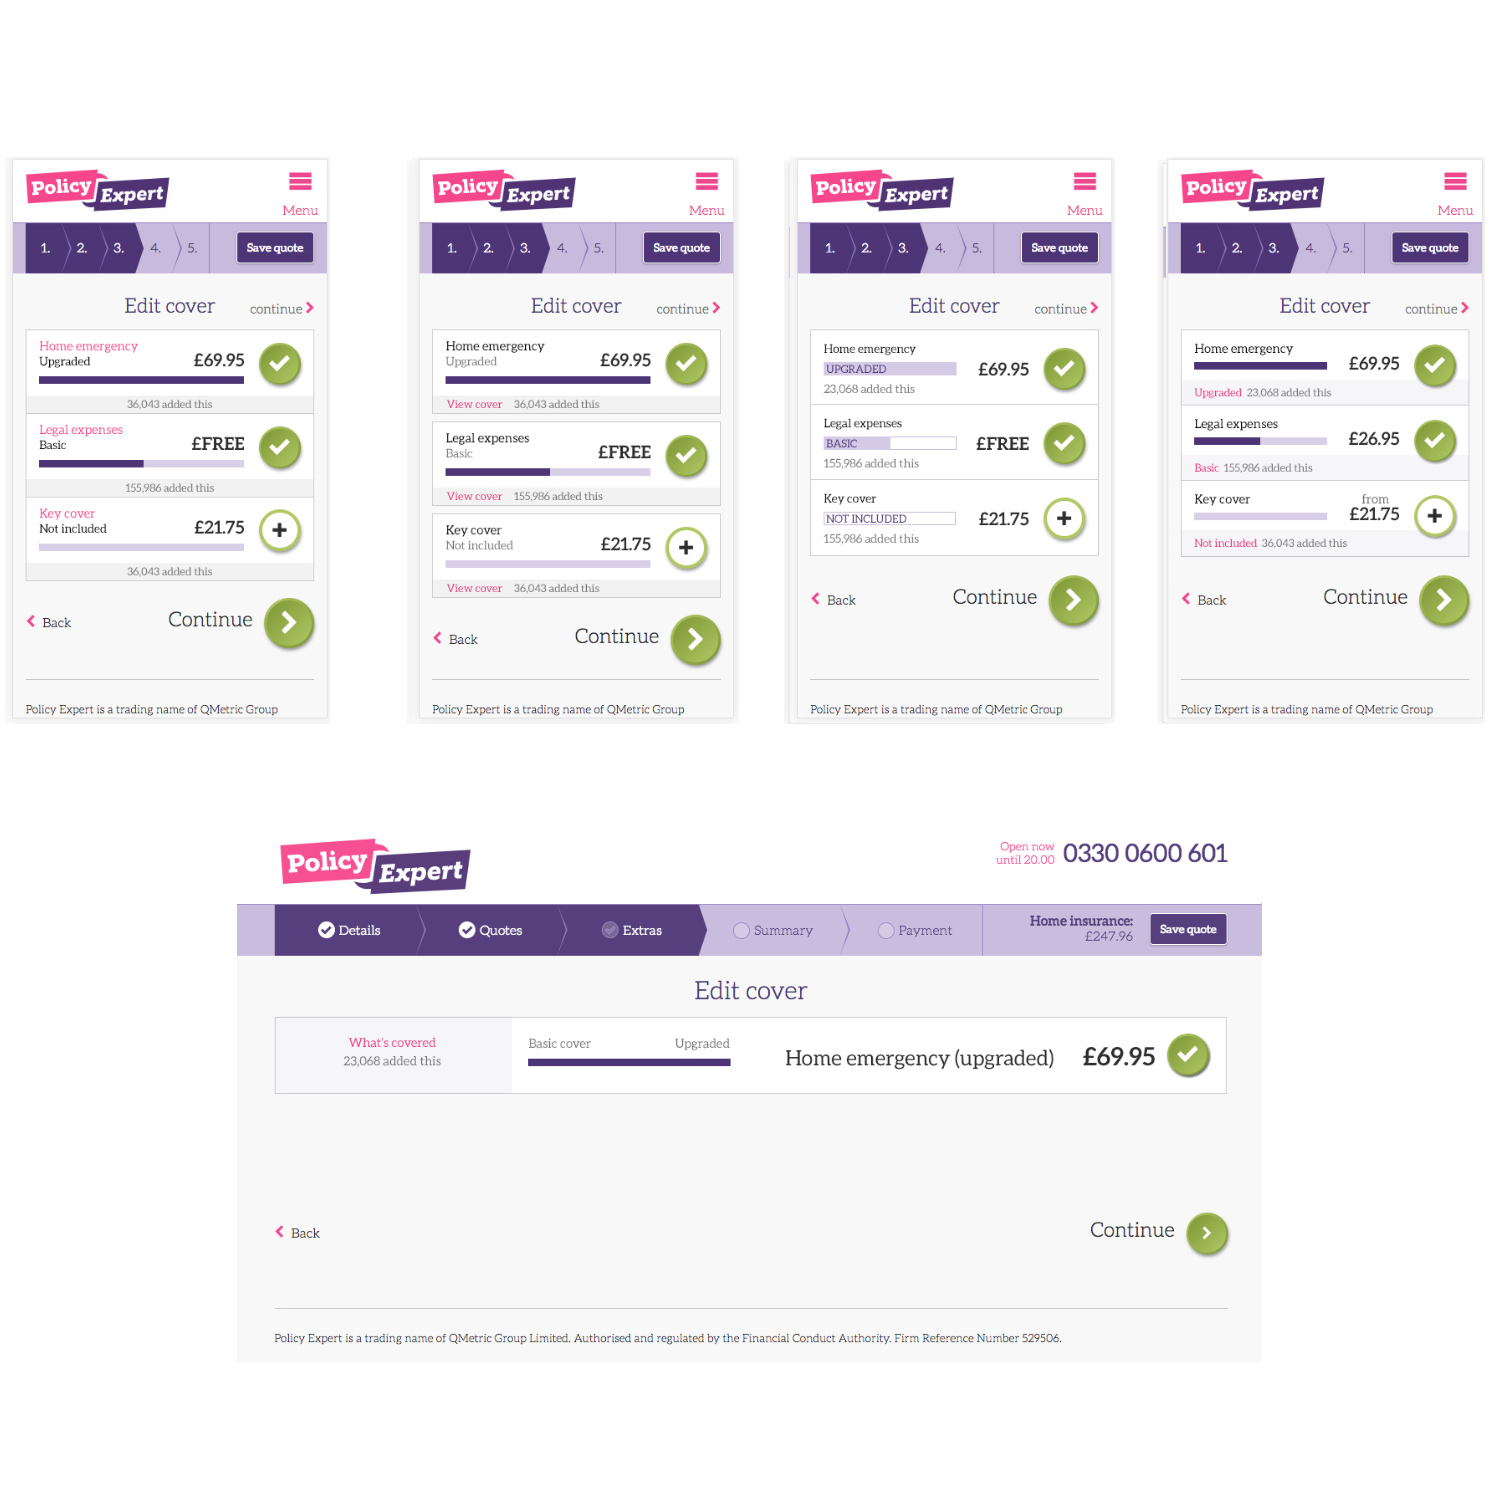 Policy Expert
Menu
1. 2. 3. 4. 5. Save quote
Edit cover continue
Home emergency
Upgraded £69.95
36,043 added this
Legal expenses
Basic £FREE
155,986 added this
Key cover
Not included £21.75
36,043 added this
Back Continue
Policy Expert is a trading name of QMetric Group
Policy Expert
Menu
1. 2. 3. 4. 5. Save quote
Edit cover continue
Home emergency
Upgraded £69.95
View cover 36,043 added this
Legal expenses
Basic £FREE
View cover 155,986 added this
Key cover
Not included £21.75
View cover 36,043 added this
Back Continue
Policy Expert is a trading name of QMetric Group
Policy Expert
Menu
1. 2. 3. 4. 5. Save quote
Edit cover continue
Home emergency
UPGRADED £69.95
23,068 added this
Legal expenses
BASIC £FREE
155,986 added this
Key cover
NOT INCLUDED £21.75
155,986 added this
Back Continue
Policy Expert is a trading name of QMetric Group
Policy Expert
Menu
1. 2. 3. 4. 5. Save quote
Edit cover continue
Home emergency
£69.95
Upgraded 23,068 added this
Legal expenses
£26.95
Basic 155,986 added this
Key cover from
£21.75
Not included 36,043 added this
Back Continue
Policy Expert is a trading name of QMetric Group
Policy Expert
Open now
until 20.00 0330 0600 601
Details Quotes Extras Summary Payment Home insurance:
£247.96 Save quote
Edit cover
What's covered
23,068 added this
Basic cover Upgraded
Home emergency (upgraded) £69.95
Back Continue
Policy Expert is a trading name of QMetric Group Limited. Authorised and regulated by the Financial Conduct Authority. Firm Reference Number 529506.